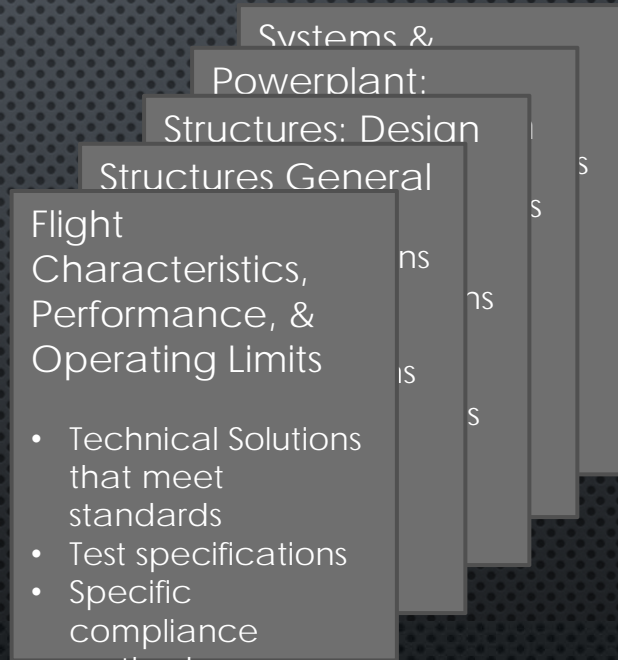 Systems &
Powerplant:
Structures: Design
Structures General
Flight
Characteristics,
Performance, &
Operating Limits
• Technical Solutions
that meet
standards
• Test specifications
• Specific
compliance